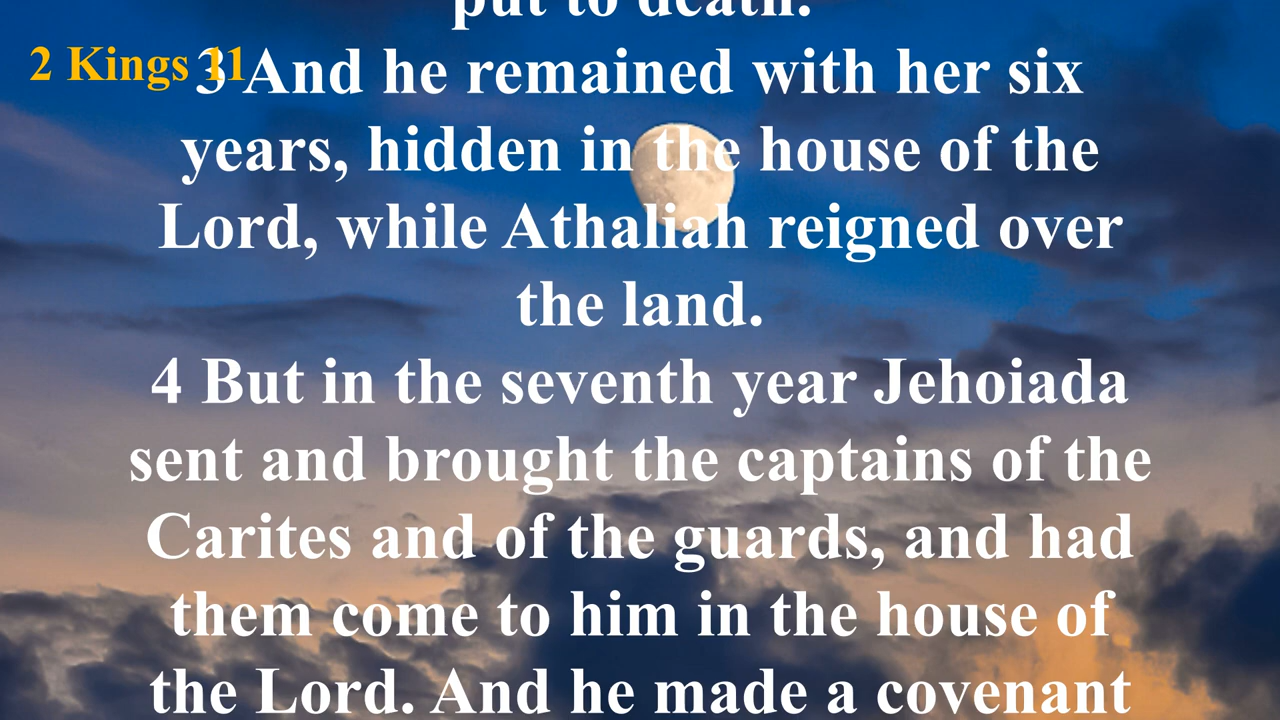 put to death.
2 Kings 11
3 And he remained with her six
years, hidden in the house of the
Lord, while Athaliah reigned over
the land.
4 But in the seventh year Jehoiada
sent and brought the captains of the
Carites and of the guards, and had
them come to him in the house of
the Lord. And he made a covenant